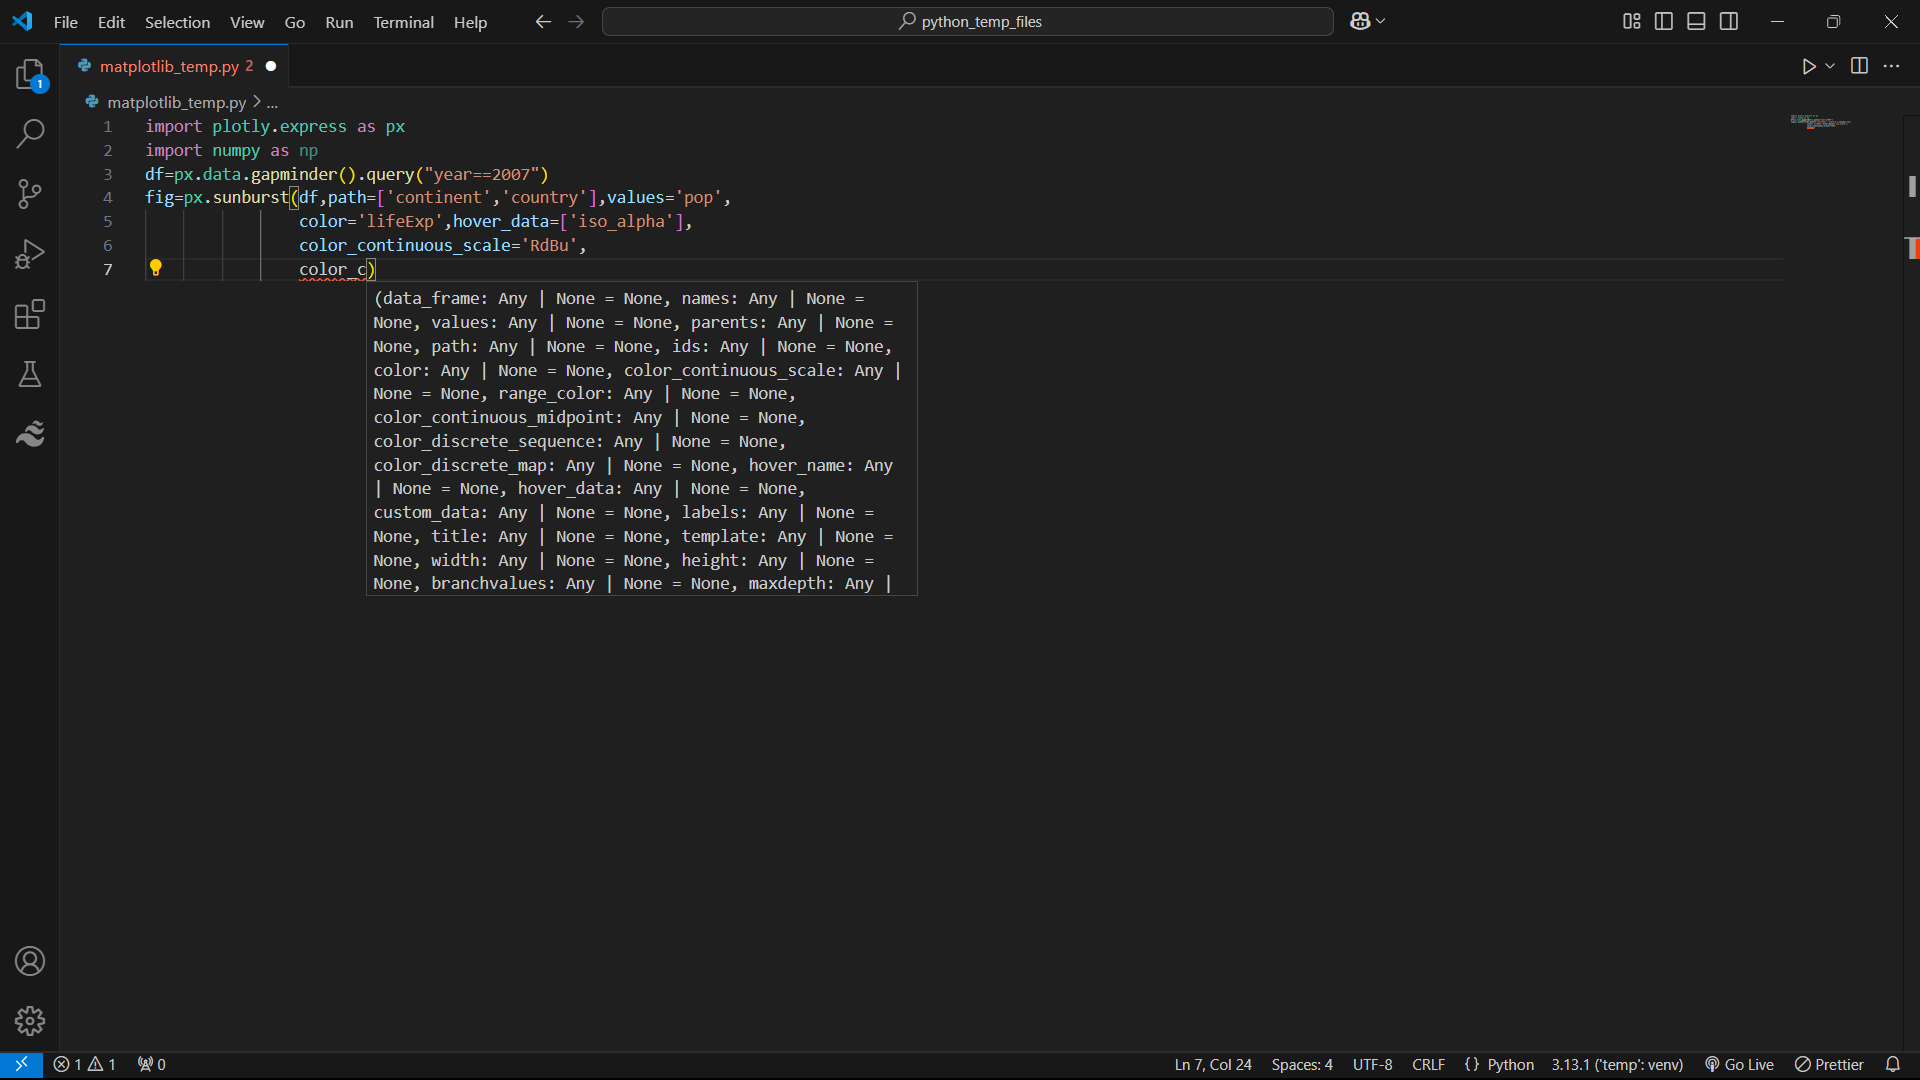 File Edit Selection View Go Run Terminal Help python_temp_files
1
matplotlib_temp.py 2
matplotlib_temp.py > ...
1 import plotly.express as px
2 import numpy as np
3 df=px.data.gapminder().query("year==2007")
4 fig=px.sunburst(df,path=['continent','country'],values='pop',
5 color='lifeExp',hover_data=['iso_alpha'],
6 color_continuous_scale='RdBu',
7 color_c)
(data_frame: Any | None = None, names: Any | None =
None, values: Any | None = None, parents: Any | None =
None, path: Any | None = None, ids: Any | None = None,
color: Any | None = None, color_continuous_scale: Any |
None = None, range_color: Any | None = None,
color_continuous_midpoint: Any | None = None,
color_discrete_sequence: Any | None = None,
color_discrete_map: Any | None = None, hover_name: Any
| None = None, hover_data: Any | None = None,
custom_data: Any | None = None, labels: Any | None =
None, title: Any | None = None, template: Any | None =
None, width: Any | None = None, height: Any | None =
None, branchvalues: Any | None = None, maxdepth: Any |
1 1 0 Ln 7, Col 24 Spaces: 4 UTF-8 CRLF {} Python 3.13.1 ('temp': venv) Go Live Prettier